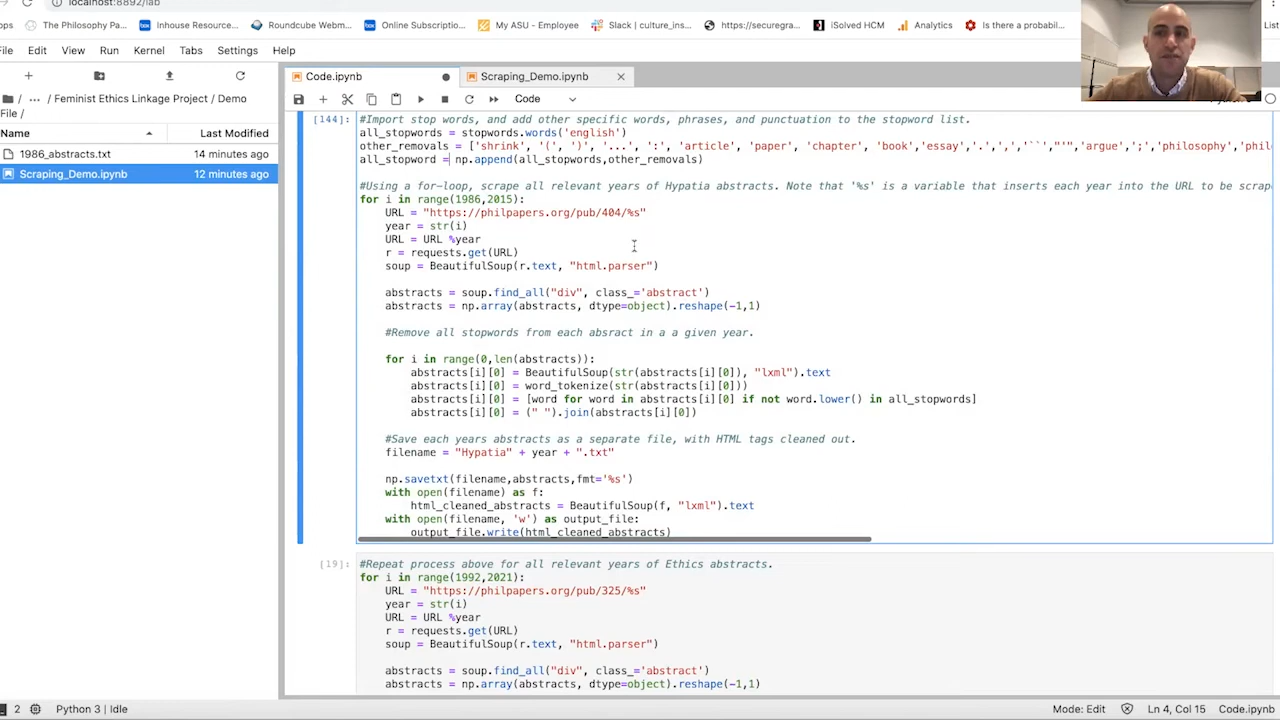 localhost:8892/lab
The Philosophy Pa...
Inhouse Resource...
Roundcube Webmail...
Online Subscriptio...
My ASU - Employee
Slack | culture_ins...
https://securegra...
iSolved HCM
Analytics
Is there a probabil...
File
Edit
View
Run
Kernel
Tabs
Settings
Help
Code.ipynb
Scraping_Demo.ipynb
/ ... / Feminist Ethics Linkage Project / Demo
File /
Code
Name
Last Modified
1986_abstracts.txt
14 minutes ago
Scraping_Demo.ipynb
12 minutes ago
[144]:
#Import stop words, and add other specific words, phrases, and punctuation to the stopword list.
all_stopwords = stopwords.words('english')
other_removals = ['shrink', '(', ')', '...', ':', 'article', 'paper', 'chapter', 'book','essay','.',',','``',"''",'argue',';','philosophy','phil
all_stopword = np.append(all_stopwords,other_removals)
#Using a for-loop, scrape all relevant years of Hypatia abstracts. Note that '%s' is a variable that inserts each year into the URL to be scrap
for i in range(1986,2015):
URL = "https://philpapers.org/pub/404/%s"
year = str(i)
URL = URL %year
r = requests.get(URL)
soup = BeautifulSoup(r.text, "html.parser")
abstracts = soup.find_all("div", class_='abstract')
abstracts = np.array(abstracts, dtype=object).reshape(-1,1)
#Remove all stopwords from each absract in a a given year.
for i in range(0,len(abstracts)):
abstracts[i][0] = BeautifulSoup(str(abstracts[i][0]), "lxml").text
abstracts[i][0] = word_tokenize(str(abstracts[i][0]))
abstracts[i][0] = [word for word in abstracts[i][0] if not word.lower() in all_stopwords]
abstracts[i][0] = (" ").join(abstracts[i][0])
#Save each years abstracts as a separate file, with HTML tags cleaned out.
filename = "Hypatia" + year + ".txt"
np.savetxt(filename,abstracts,fmt='%s')
with open(filename) as f:
html_cleaned_abstracts = BeautifulSoup(f, "lxml").text
with open(filename, 'w') as output_file:
output_file.write(html_cleaned_abstracts)
[19]:
#Repeat process above for all relevant years of Ethics abstracts.
for i in range(1992,2021):
URL = "https://philpapers.org/pub/325/%s"
year = str(i)
URL = URL %year
r = requests.get(URL)
soup = BeautifulSoup(r.text, "html.parser")
abstracts = soup.find_all("div", class_='abstract')
abstracts = np.array(abstracts, dtype=object).reshape(-1,1)
2
Python 3 | Idle
Mode: Edit
Ln 4, Col 15
Code.ipynb